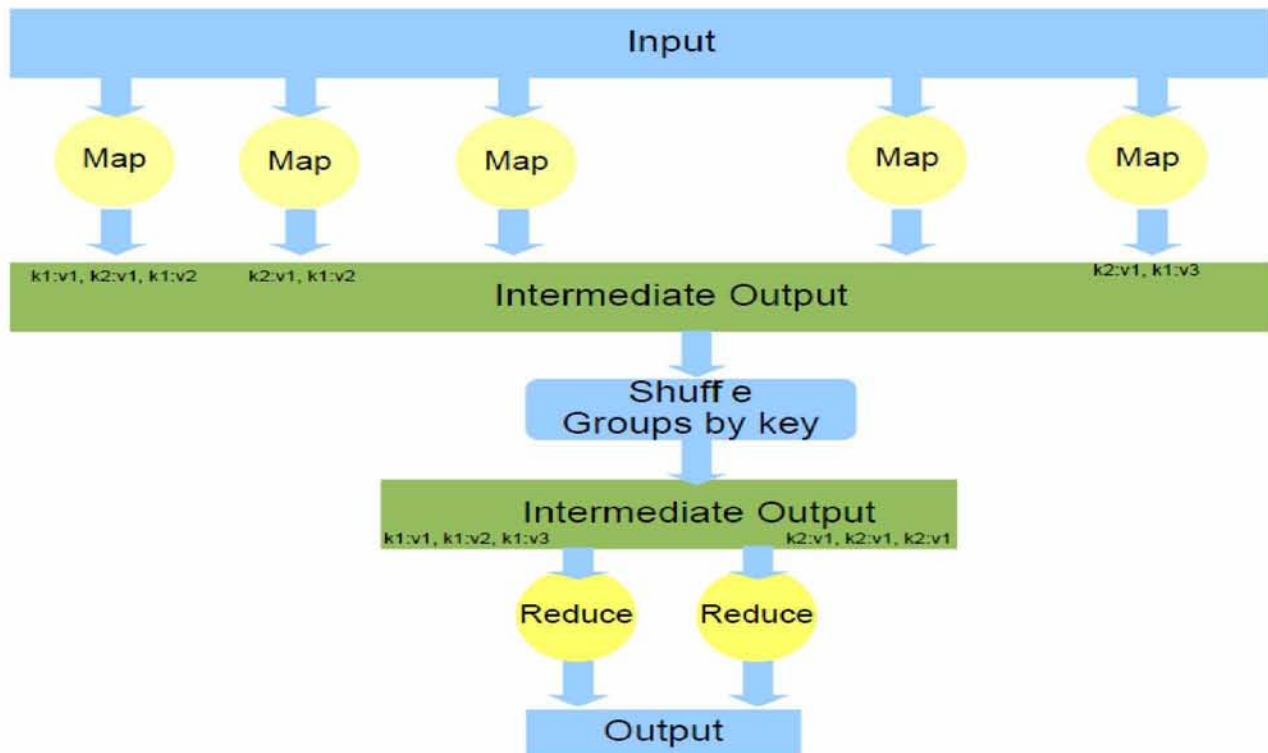 Input
Map
Map
Map
Map
Map
k1:v1, k2:v1, k1:v2
k2:v1, k1:v2
k2:v1, k1:v3
Intermediate Output
Shuff e
Groups by key
Intermediate Output
k1:v1, k1:v2, k1:v3
k2:v1, k2:v1, k2:v1
Reduce
Reduce
Output